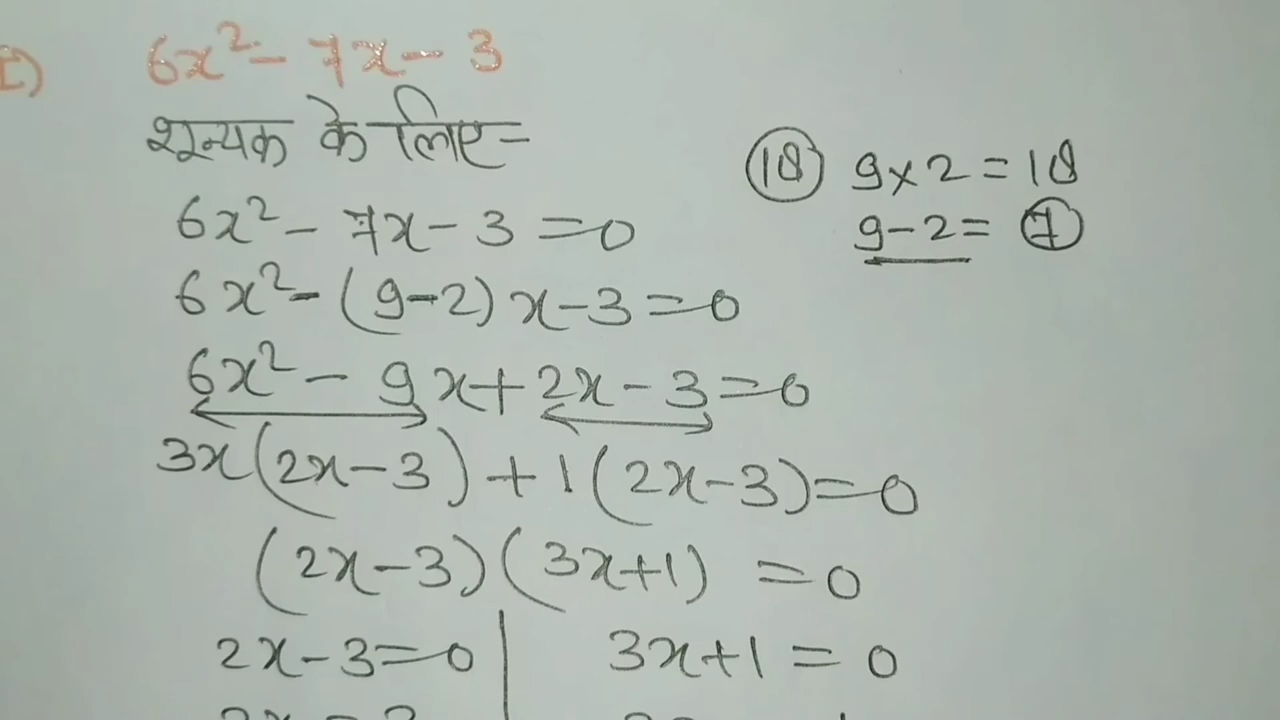 6x² - 7x - 3
शून्यक के लिए -
(18) 9 × 2 = 18
9 - 2 = (7)
6x² - 7x - 3 = 0
6x² - (9 - 2) x - 3 = 0
6x² - 9x + 2x - 3 = 0
3x (2x - 3) + 1 (2x - 3) = 0
(2x - 3) (3x + 1) = 0
2x - 3 = 0 | 3x + 1 = 0